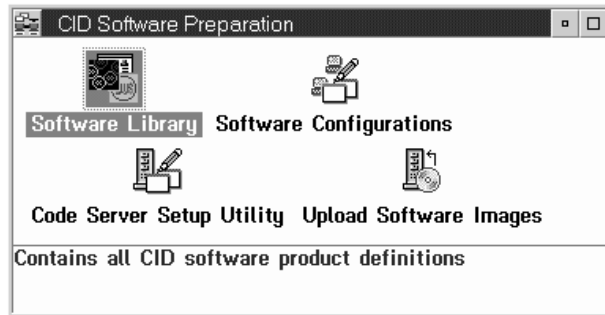 CID Software Preparation
Software Library Software Configurations
Code Server Setup Utility Upload Software Images
Contains all CID software product definitions